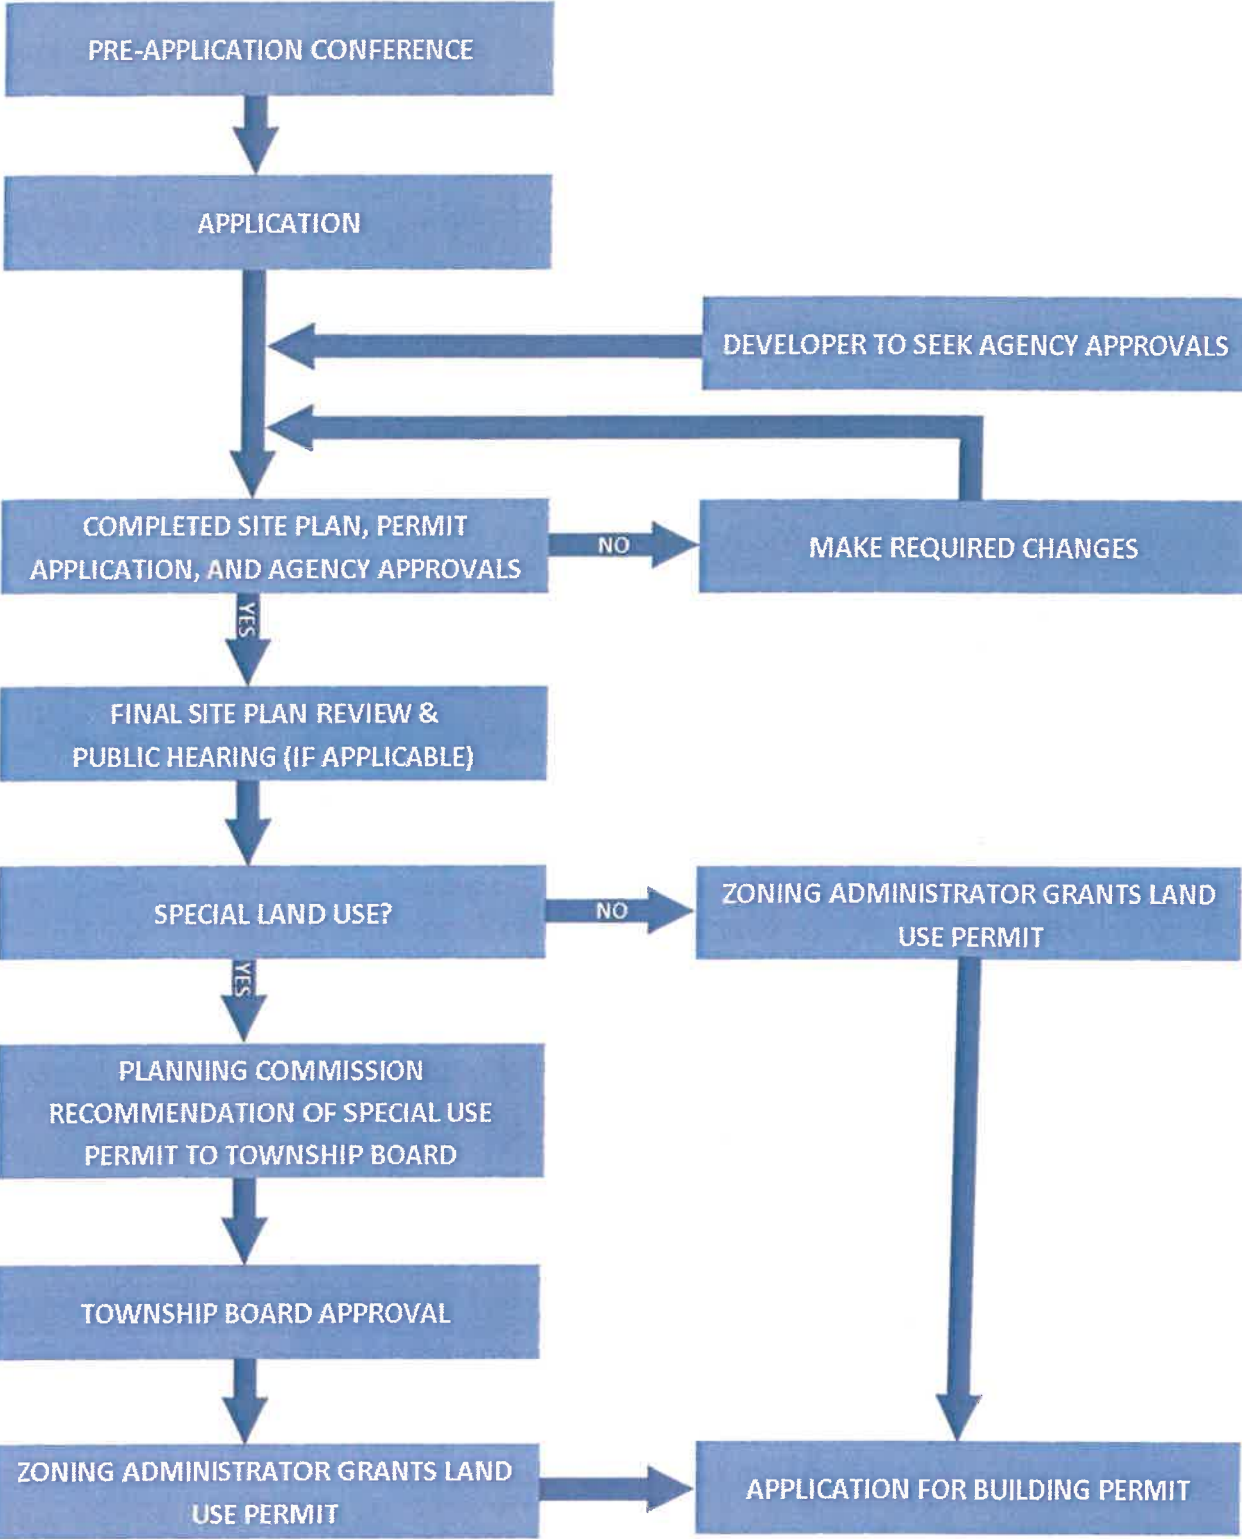 PRE-APPLICATION CONFERENCE
APPLICATION
DEVELOPER TO SEEK AGENCY APPROVALS
COMPLETED SITE PLAN, PERMIT
APPLICATION, AND AGENCY APPROVALS
NO
MAKE REQUIRED CHANGES
YES
FINAL SITE PLAN REVIEW &
PUBLIC HEARING (IF APPLICABLE)
SPECIAL LAND USE?
NO
ZONING ADMINISTRATOR GRANTS LAND
USE PERMIT
YES
PLANNING COMMISSION
RECOMMENDATION OF SPECIAL USE
PERMIT TO TOWNSHIP BOARD
TOWNSHIP BOARD APPROVAL
ZONING ADMINISTRATOR GRANTS LAND
USE PERMIT
APPLICATION FOR BUILDING PERMIT